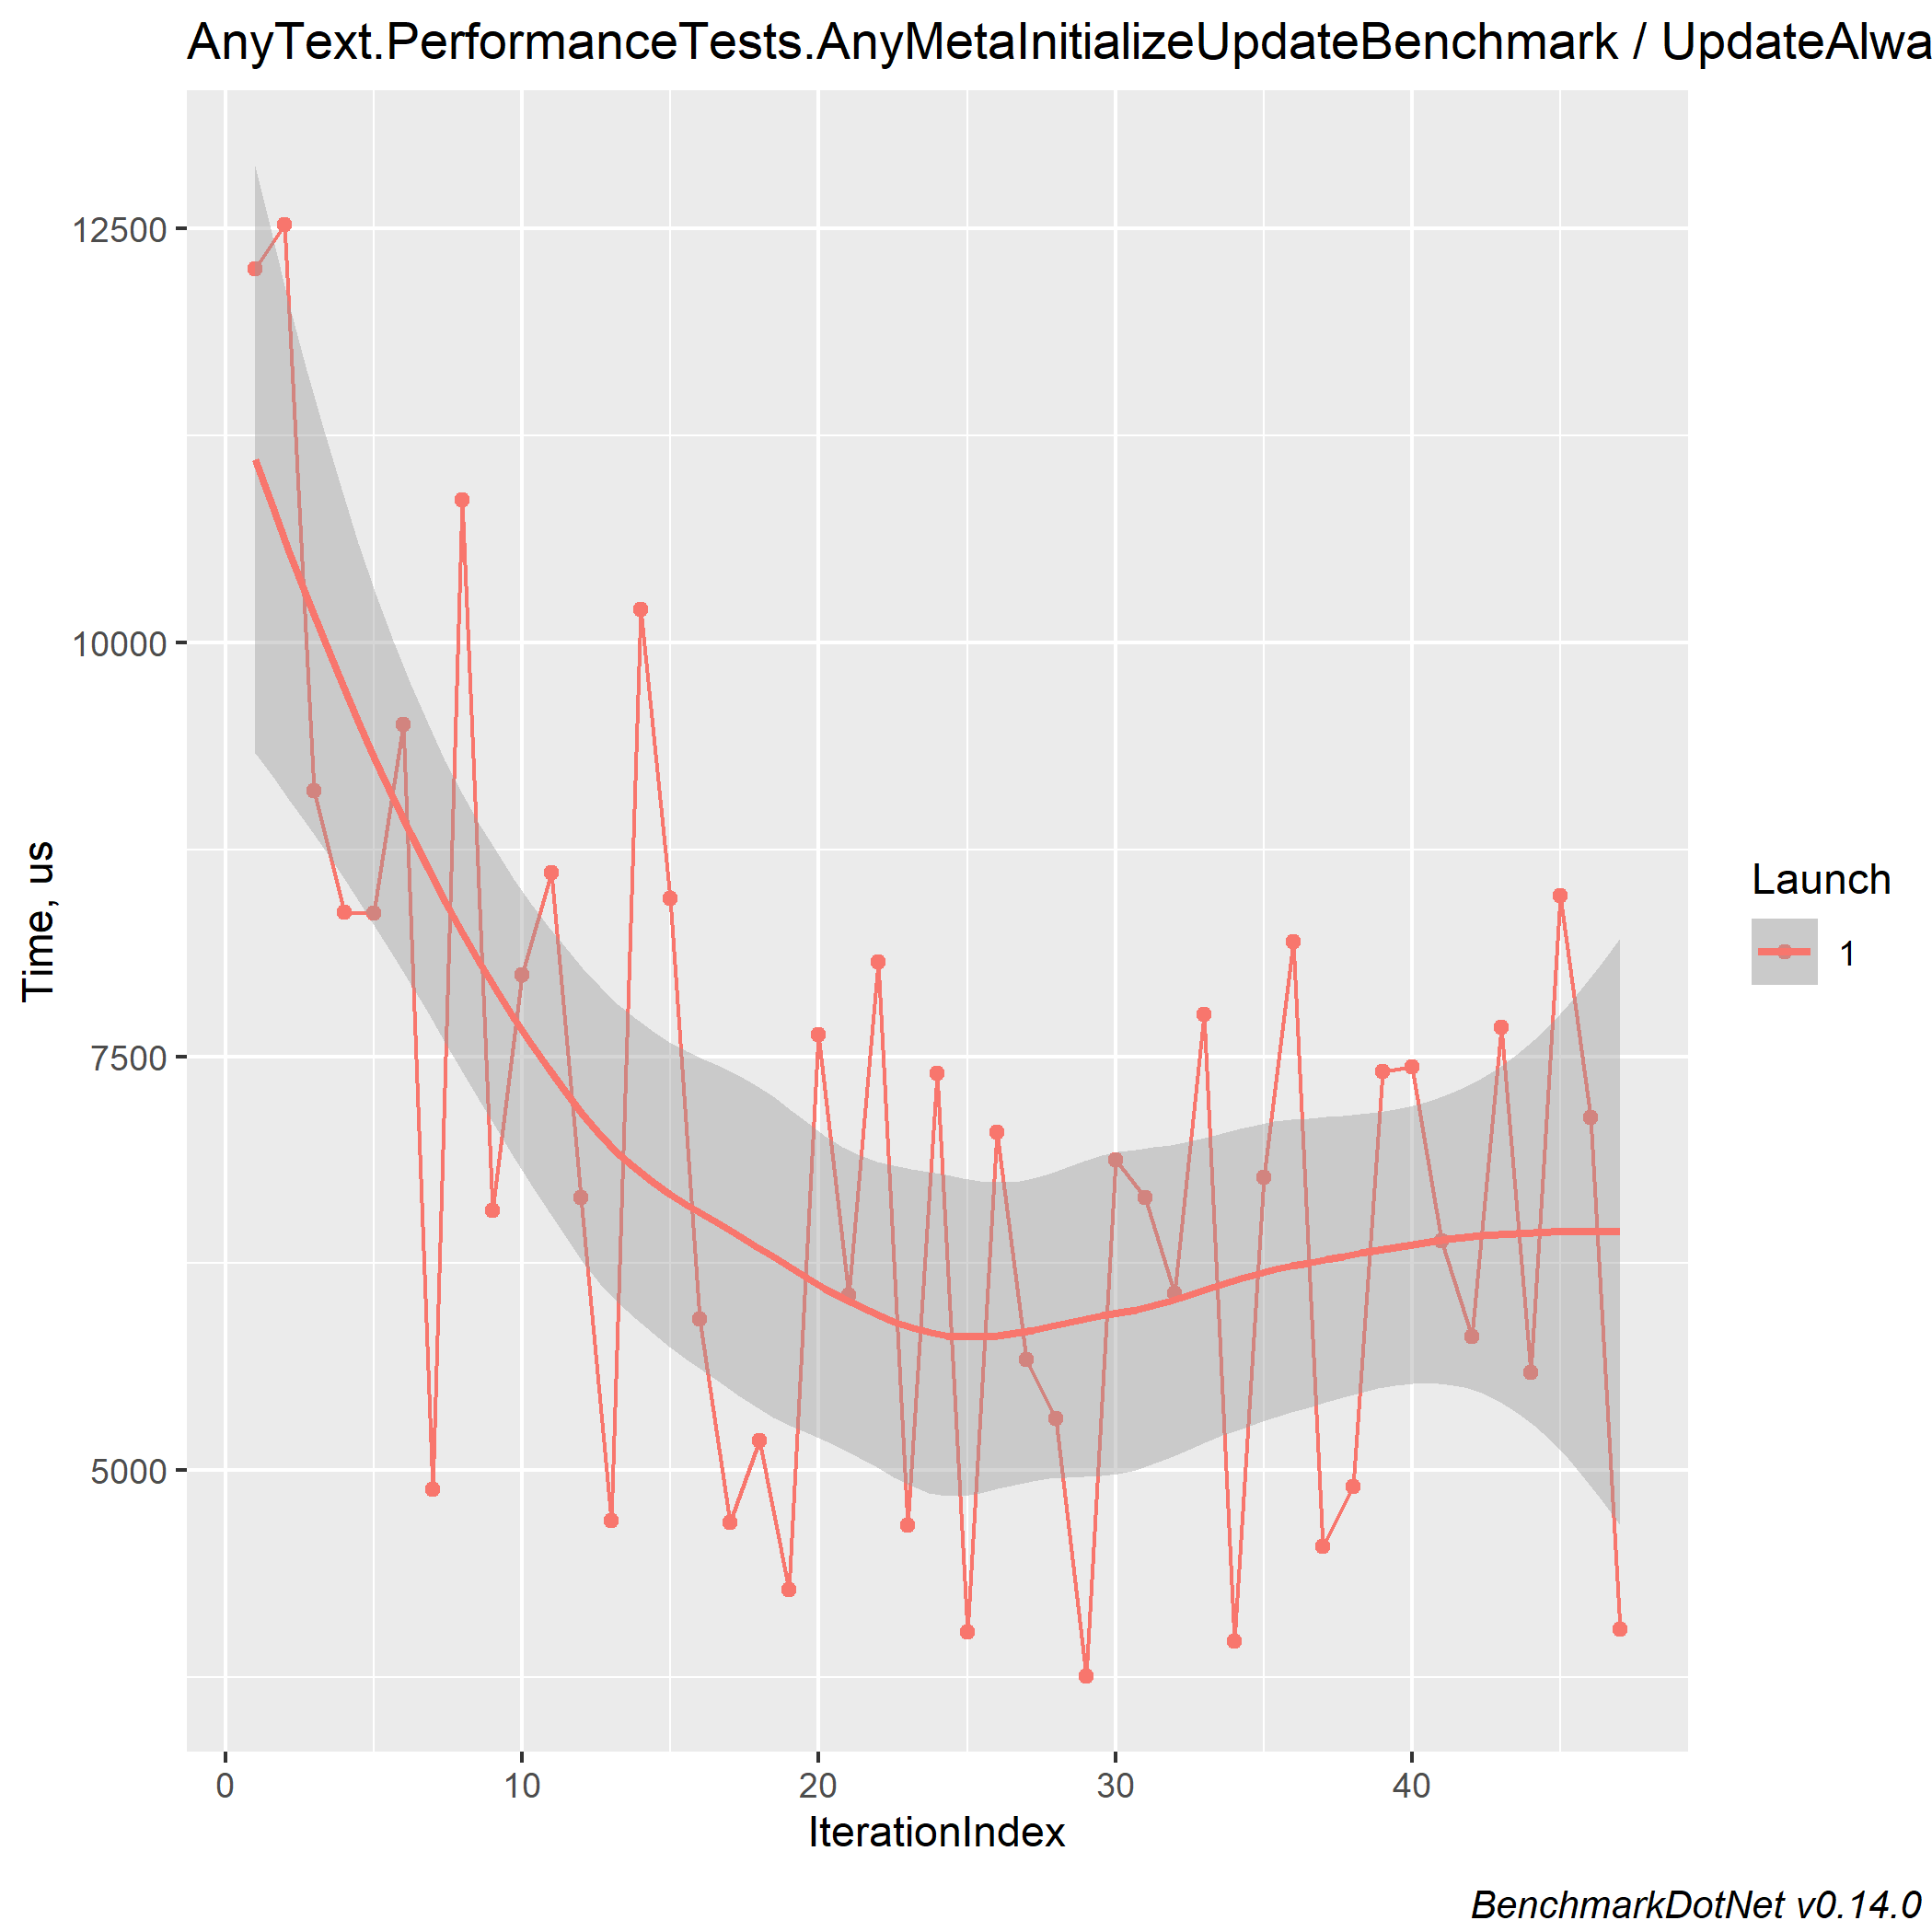 AnyText.PerformanceTests.AnyMetaInitializeUpdateBenchmark / UpdateAlwa
12500
10000
7500
5000
Time, us
0 10 20 30 40
IterationIndex
Launch
1
BenchmarkDotNet v0.14.0